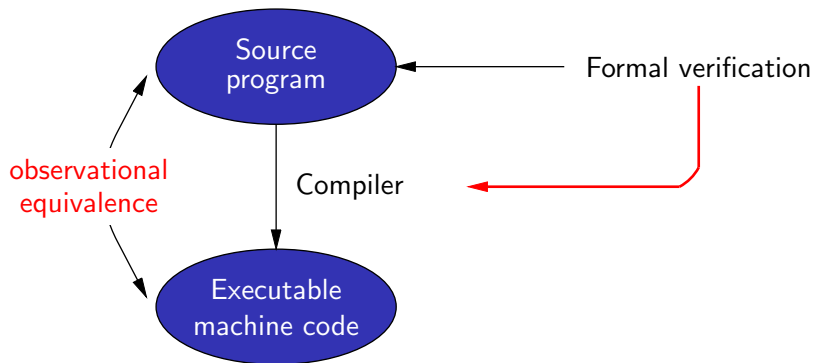 Source
program
Formal verification
observational
equivalence
Compiler
Executable
machine code